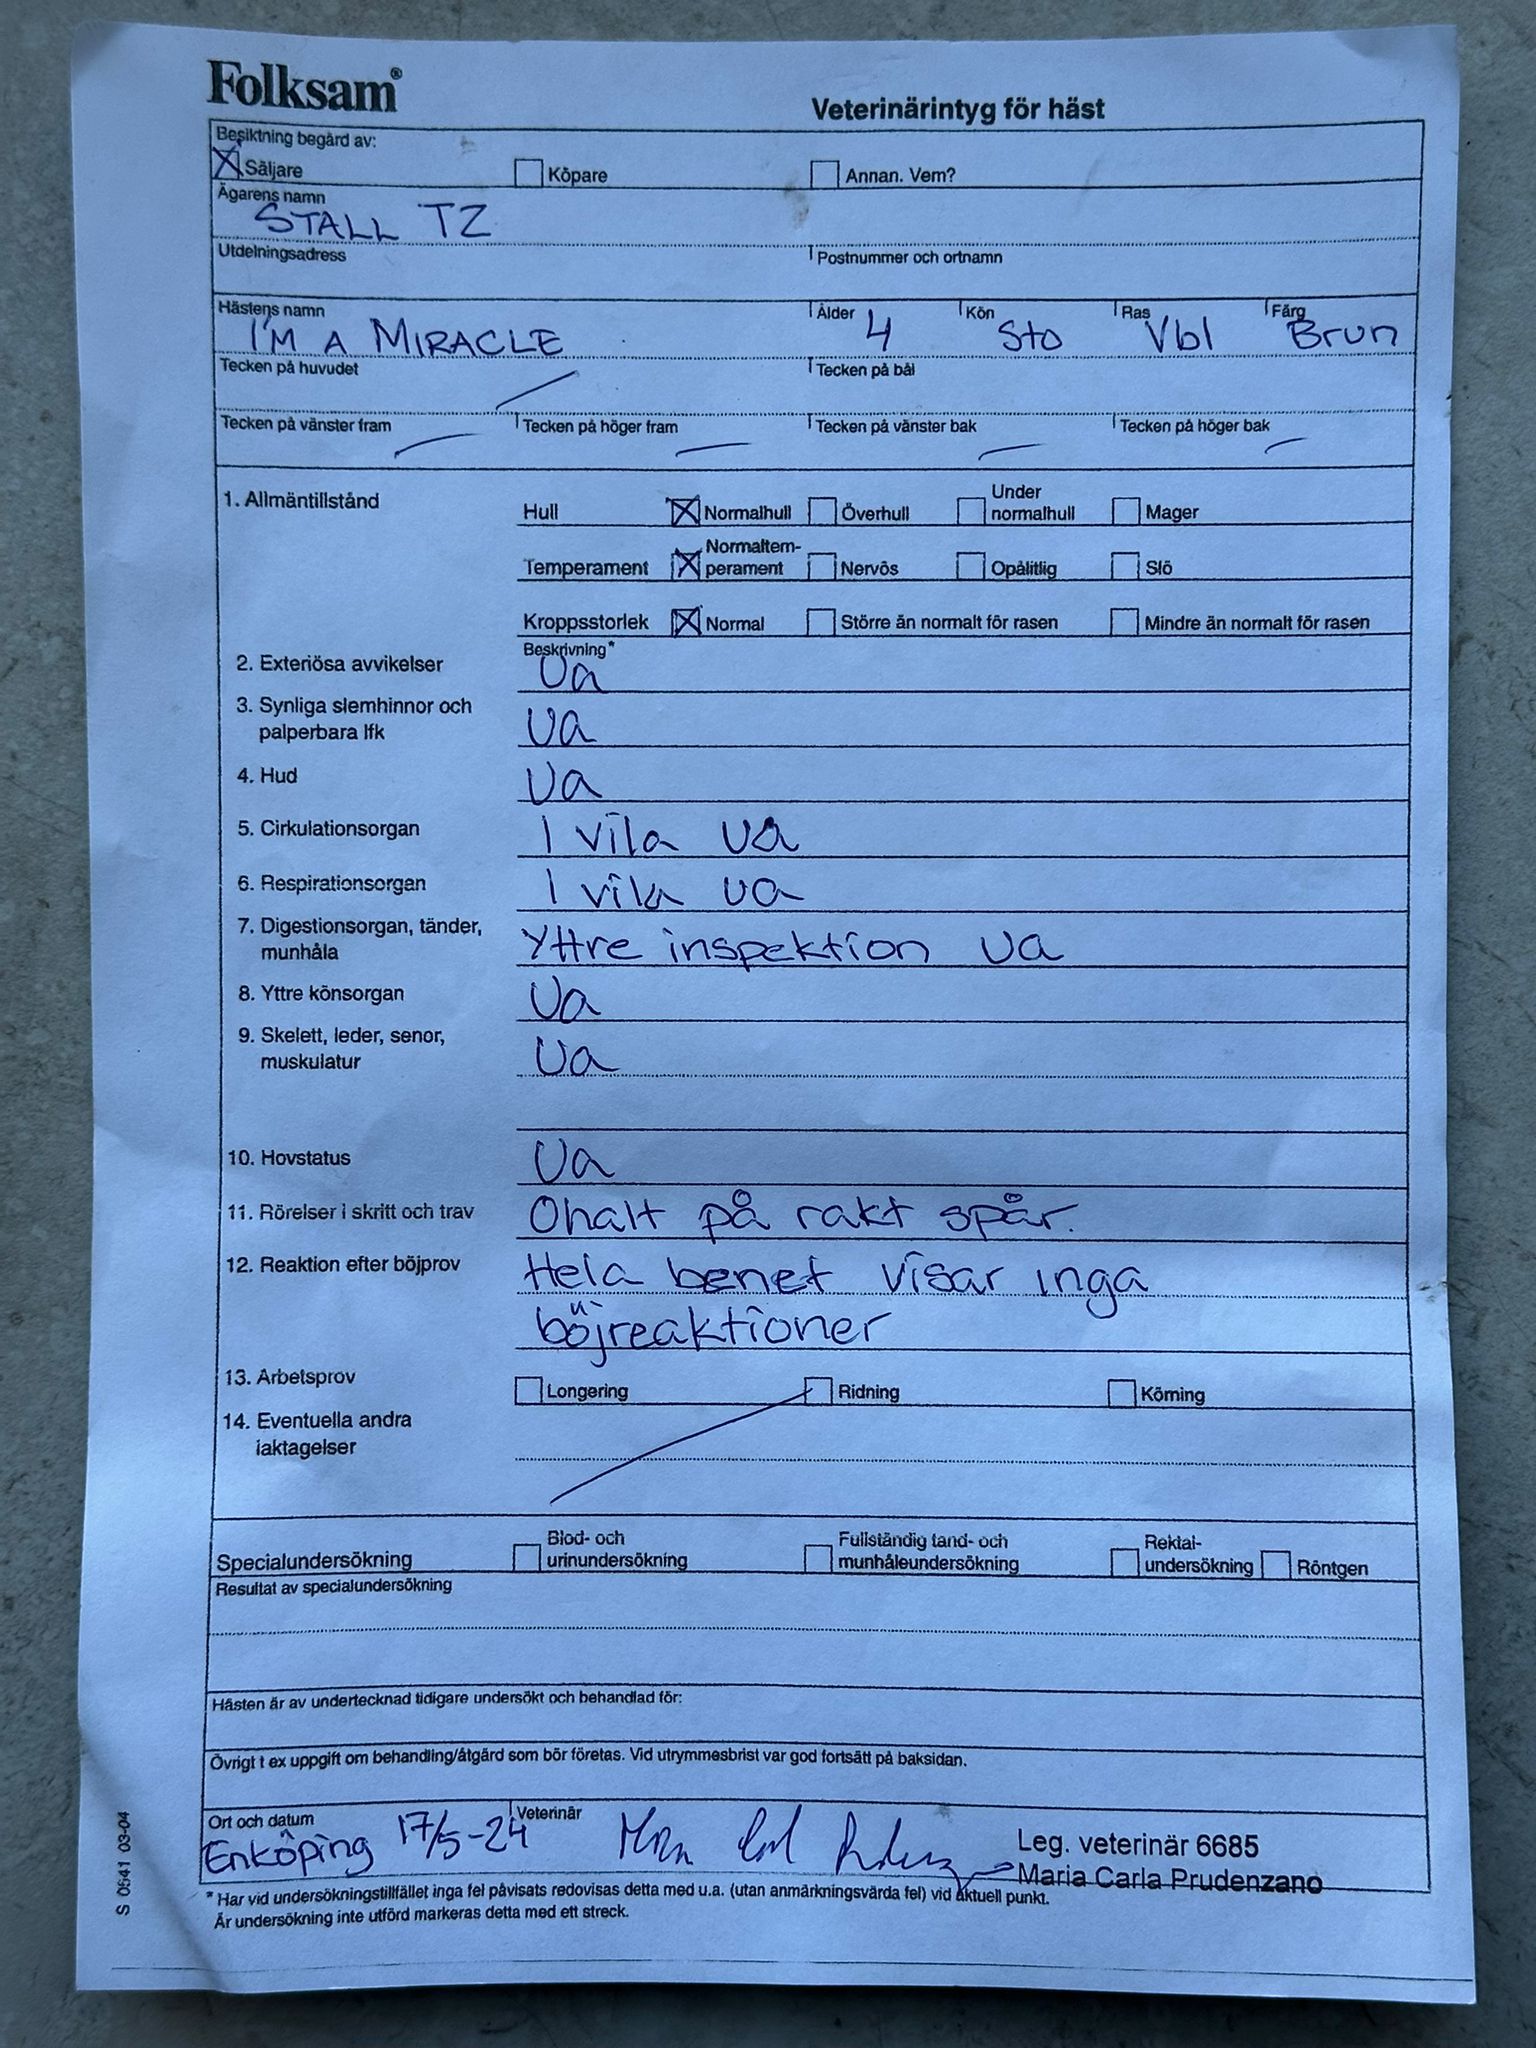 Folksam®
Veterinärintyg för häst
Besiktning begärd av:
Säljare Köpare Annan. Vem?
Ägarens namn
STALL TZ
Utdelningsadress Postnummer och ortnamn
Hästens namn Ålder Kön Ras Färg
I'M A MIRACLE 4 Sto Vbl Brun
Tecken på huvudet Tecken på bål
Tecken på vänster fram Tecken på höger fram Tecken på vänster bak Tecken på höger bak
1. Allmäntillstånd
Hull Normalhull Överhull Under normalhull Mager
Temperament Normaltem-perament Nervös Opålitlig Slö
Kroppsstorlek Normal Större än normalt för rasen Mindre än normalt för rasen
Beskrivning*
2. Exteriösa avvikelser Ua
3. Synliga slemhinnor och
palperbara lfk Ua
4. Hud Ua
5. Cirkulationsorgan I vila ua
6. Respirationsorgan I vila ua
7. Digestionsorgan, tänder,
munhåla Yttre inspektion ua
8. Yttre könsorgan Ua
9. Skelett, leder, senor,
muskulatur Ua
10. Hovstatus Ua
11. Rörelser i skritt och trav Ohalt på rakt spår.
12. Reaktion efter böjprov Hela benet visar inga
böjreaktioner
13. Arbetsprov Longering Ridning Körning
14. Eventuella andra
iaktagelser
Specialundersökning Blod- och urinundersökning Fullständig tand- och munhåleundersökning Rektal-undersökning Röntgen
Resultat av specialundersökning
Hästen är av undertecknad tidigare undersökt och behandlad för:
Övrigt t ex uppgift om behandling/åtgärd som bör företas. Vid utrymmesbrist var god fortsätt på baksidan.
Ort och datum Veterinär
Enköping 17/5-24
Leg. veterinär 6685
Maria Carla Prudenzano
* Har vid undersökningstillfället inga fel påvisats redovisas detta med u.a. (utan anmärkningsvärda fel) vid aktuell punkt.
Är undersökning inte utförd markeras detta med ett streck.
S 0541 03-04